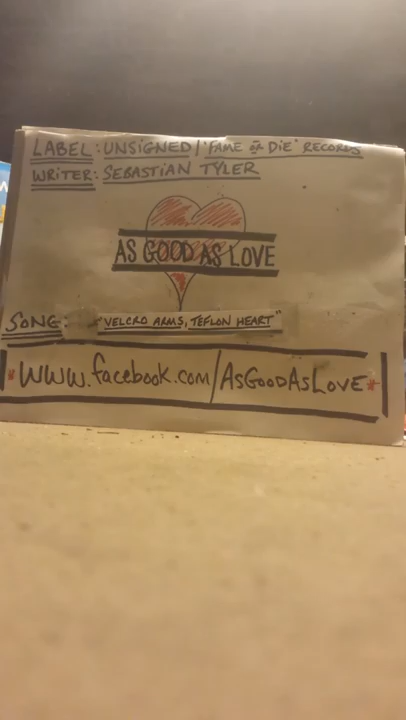 LABEL: UNSIGNED / 'FAME OR DIE' RECORDS
WRITER: SEBASTIAN TYLER
AS GOOD AS LOVE
SONG: "VELCRO ARMS, TEFLON HEART"
*WWW.facebook.com/AsGoodAsLove*